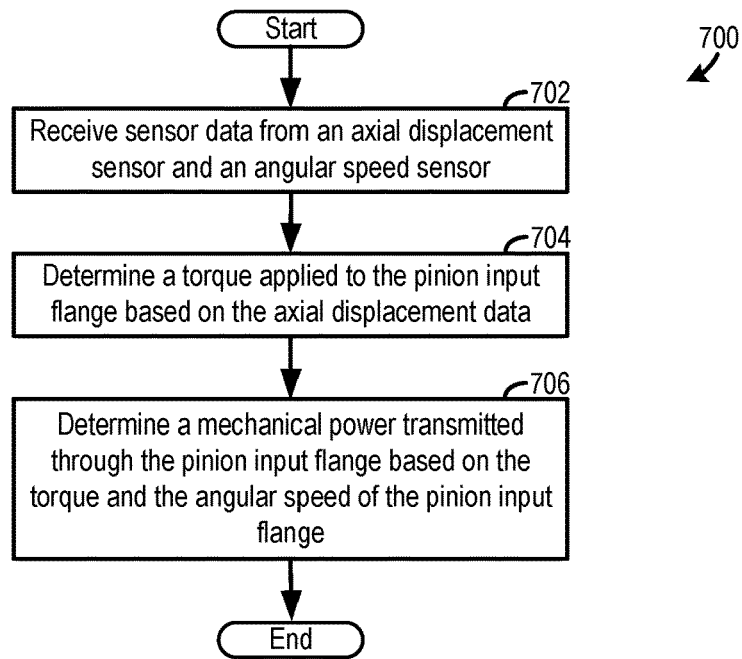 Start
700
702
Receive sensor data from an axial displacement
sensor and an angular speed sensor
704
Determine a torque applied to the pinion input
flange based on the axial displacement data
706
Determine a mechanical power transmitted
through the pinion input flange based on the
torque and the angular speed of the pinion input
flange
End